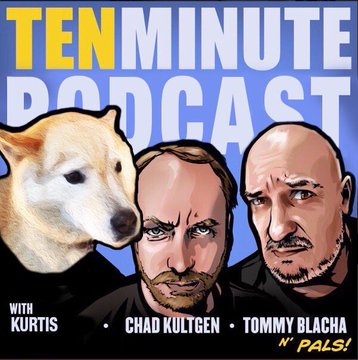 TENMINUTE
PODCAST
WITH
KURTIS • CHAD KULTGEN • TOMMY BLACHA
N' PALS!